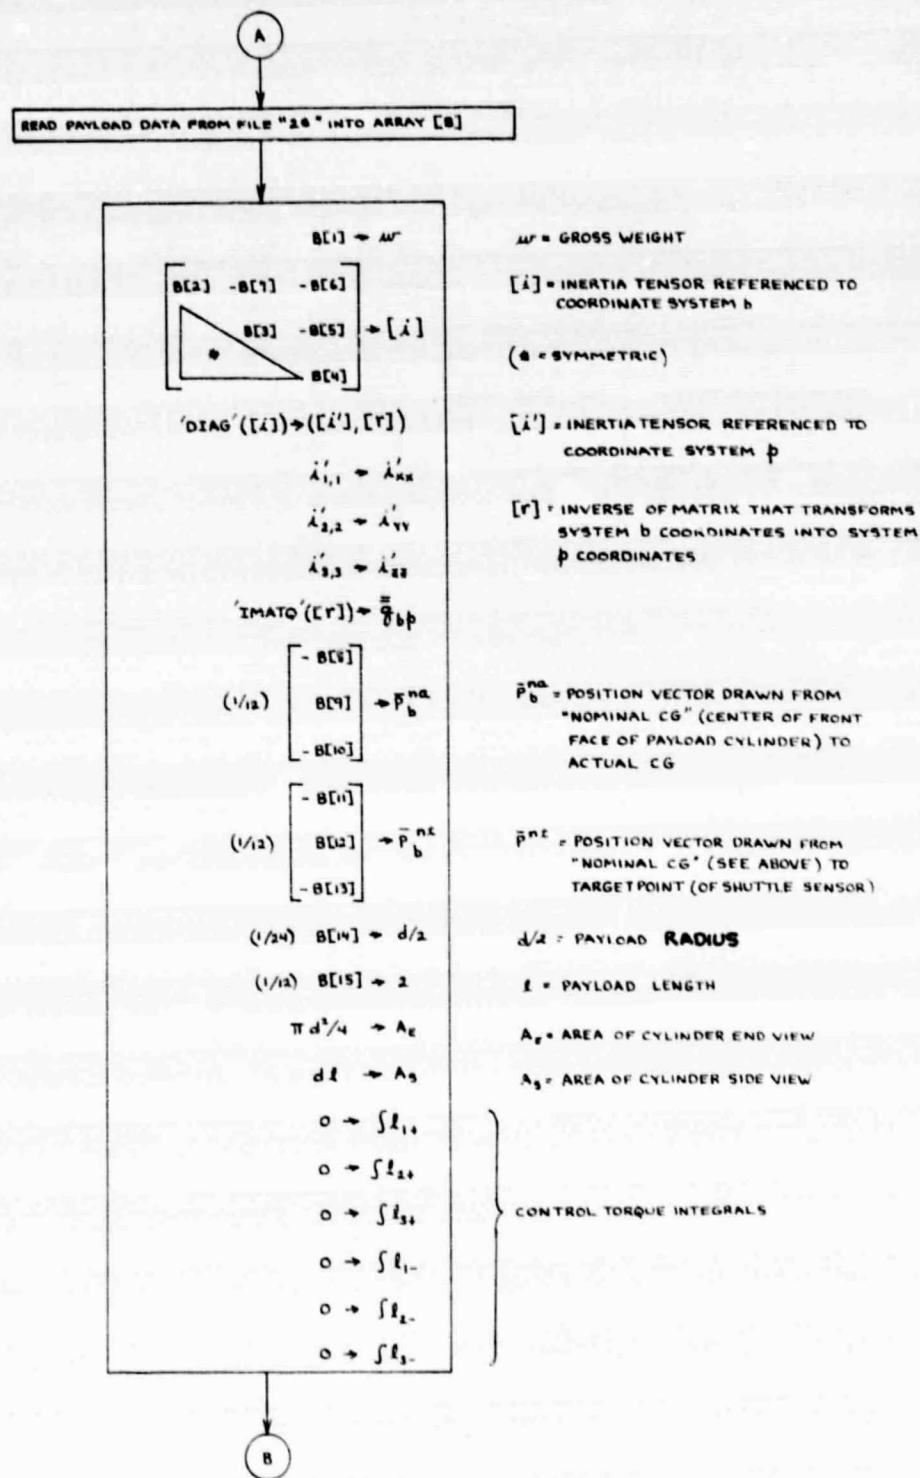 A
READ PAYLOAD DATA FROM FILE "26" INTO ARRAY [B]
B[1] → w    w = GROSS WEIGHT
B[2] -B[7] -B[6]    [i] = INERTIA TENSOR REFERENCED TO
COORDINATE SYSTEM b
B[3] -B[5] → [i]
*    (* = SYMMETRIC)
B[4]
'DIAG'([i])→([i'],[r])    [i'] = INERTIA TENSOR REFERENCED TO
COORDINATE SYSTEM p
i'1,1 → i'xx
[r] = INVERSE OF MATRIX THAT TRANSFORMS
i'2,2 → i'YY    SYSTEM b COORDINATES INTO SYSTEM
p COORDINATES
i'3,3 → i'zz
'IMATQ'([r])→ q̿bp
- B[8]
(1/12) B[9] → P̄b^na    P̄b^na = POSITION VECTOR DRAWN FROM
"NOMINAL CG" (CENTER OF FRONT
- B[10]    FACE OF PAYLOAD CYLINDER) TO
ACTUAL CG
- B[11]
(1/12) B[12] → P̄b^nt    P̄^nt = POSITION VECTOR DRAWN FROM
"NOMINAL CG" (SEE ABOVE) TO
- B[13]    TARGET POINT (OF SHUTTLE SENSOR)
(1/24) B[14] → d/2    d/2 = PAYLOAD RADIUS
(1/12) B[15] → l    l = PAYLOAD LENGTH
π d²/4 → AE    AE = AREA OF CYLINDER END VIEW
d l → AS    AS = AREA OF CYLINDER SIDE VIEW
0 → ∫l1+
0 → ∫l2+
0 → ∫l3+    CONTROL TORQUE INTEGRALS
0 → ∫l1-
0 → ∫l2-
0 → ∫l3-
B